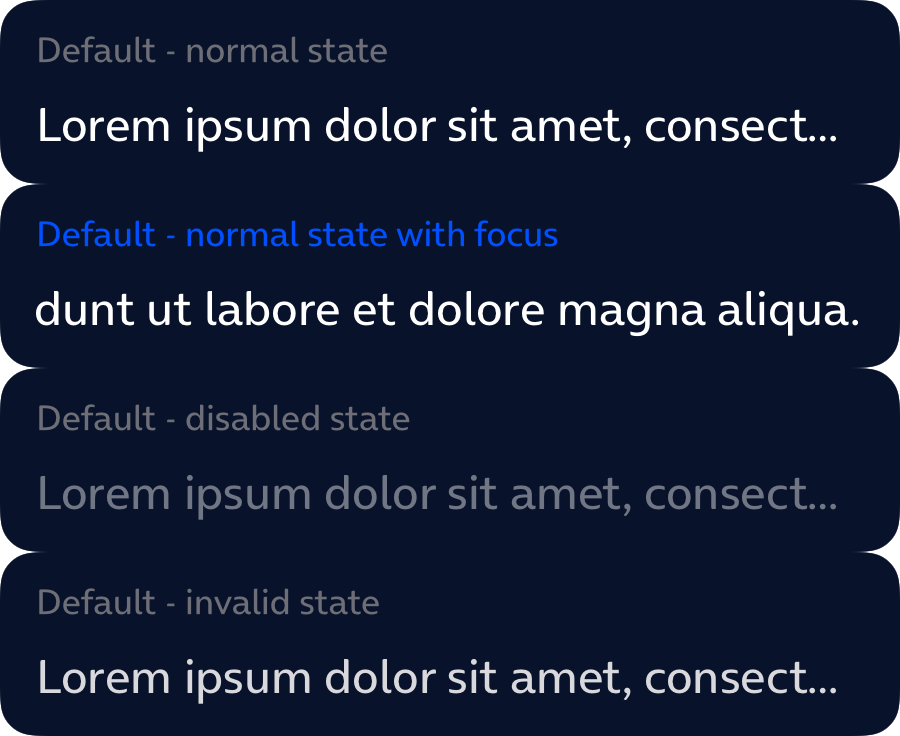 Default - normal state
Lorem ipsum dolor sit amet, consect...
Default - normal state with focus
dunt ut labore et dolore magna aliqua.
Default - disabled state
Lorem ipsum dolor sit amet, consect...
Default - invalid state
Lorem ipsum dolor sit amet, consect...